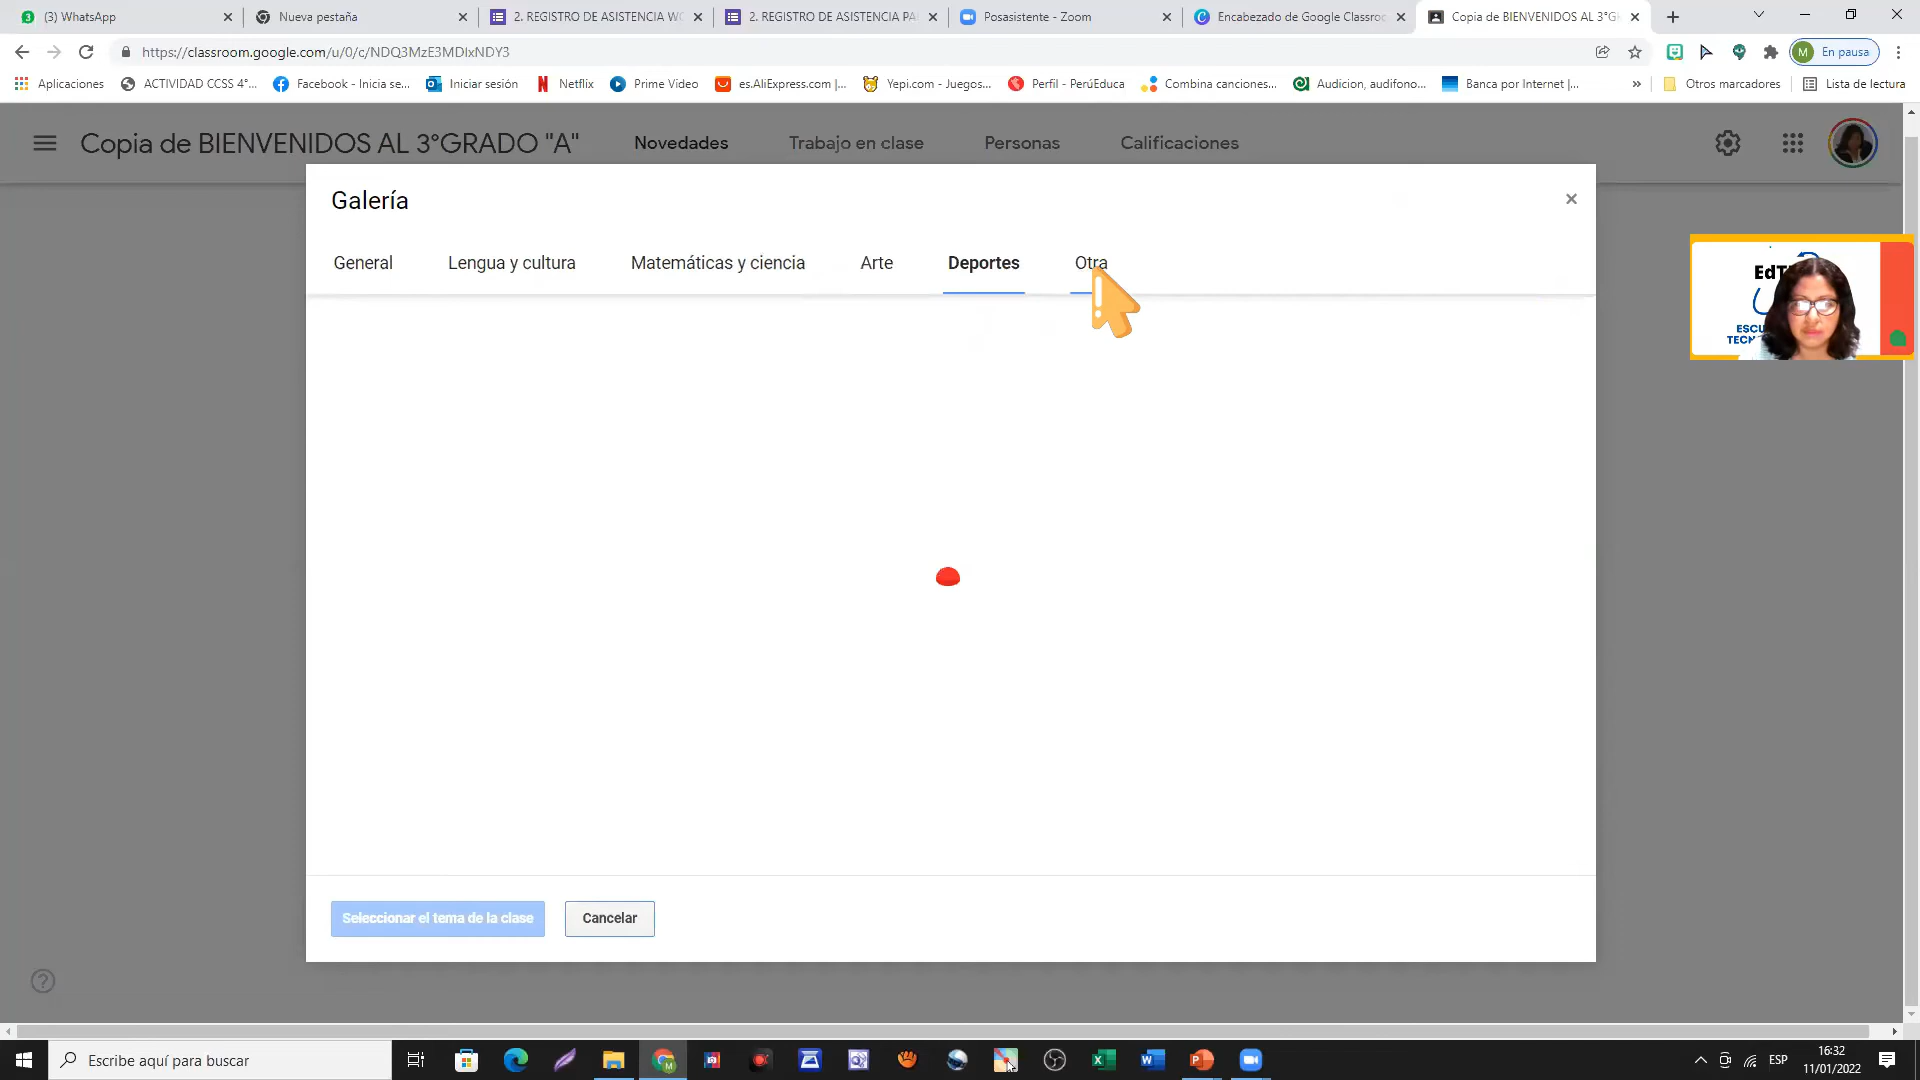 (3) WhatsApp
Nueva pestaña
2. REGISTRO DE ASISTENCIA
2. REGISTRO DE ASISTENCIA
Posasistente - Zoom
Encabezado de Google Classro
Copia de BIENVENIDOS AL 3°G
https://classroom.google.com/u/0/c/NDQ3MzE3MDIxNDY3
M
En pausa
Aplicaciones
ACTIVIDAD CCSS 4°...
Facebook - Inicia se...
Iniciar sesión
Netflix
Prime Video
es.AliExpress.com |...
Yepi.com - Juegos...
Perfil - PerúEduca
Combina canciones...
Audicion, audifono...
Banca por Internet |...
»
Otros marcadores
Lista de lectura
Copia de BIENVENIDOS AL 3°GRADO "A"
Novedades
Trabajo en clase
Personas
Calificaciones
Galería
General
Lengua y cultura
Matemáticas y ciencia
Arte
Deportes
Otra
Seleccionar el tema de la clase
Cancelar
Escribe aquí para buscar
ESP
16:32
11/01/2022